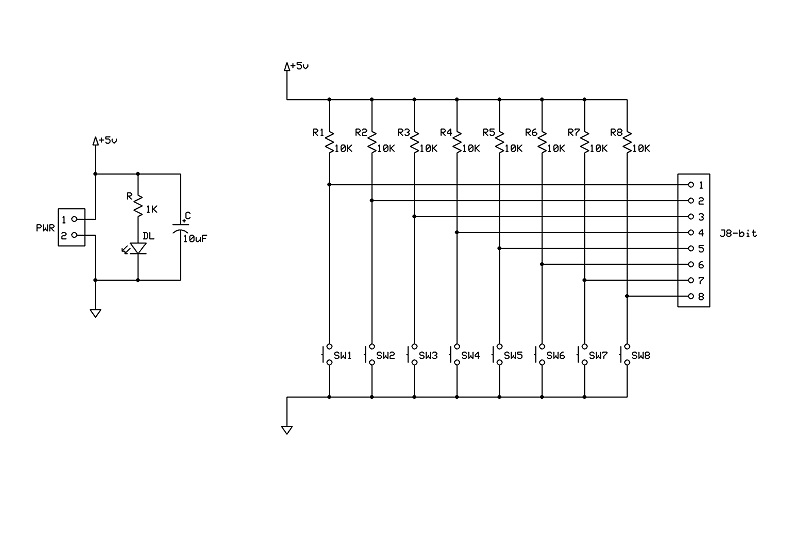 +5v
R1 R2 R3 R4 R5 R6 R7 R8
10K 10K 10K 10K 10K 10K 10K 10K
+5v
R
1K
C
+
10uF
DL
PWR
1
2
1
2
3
4
5
6
7
8
J8-bit
SW1 SW2 SW3 SW4 SW5 SW6 SW7 SW8